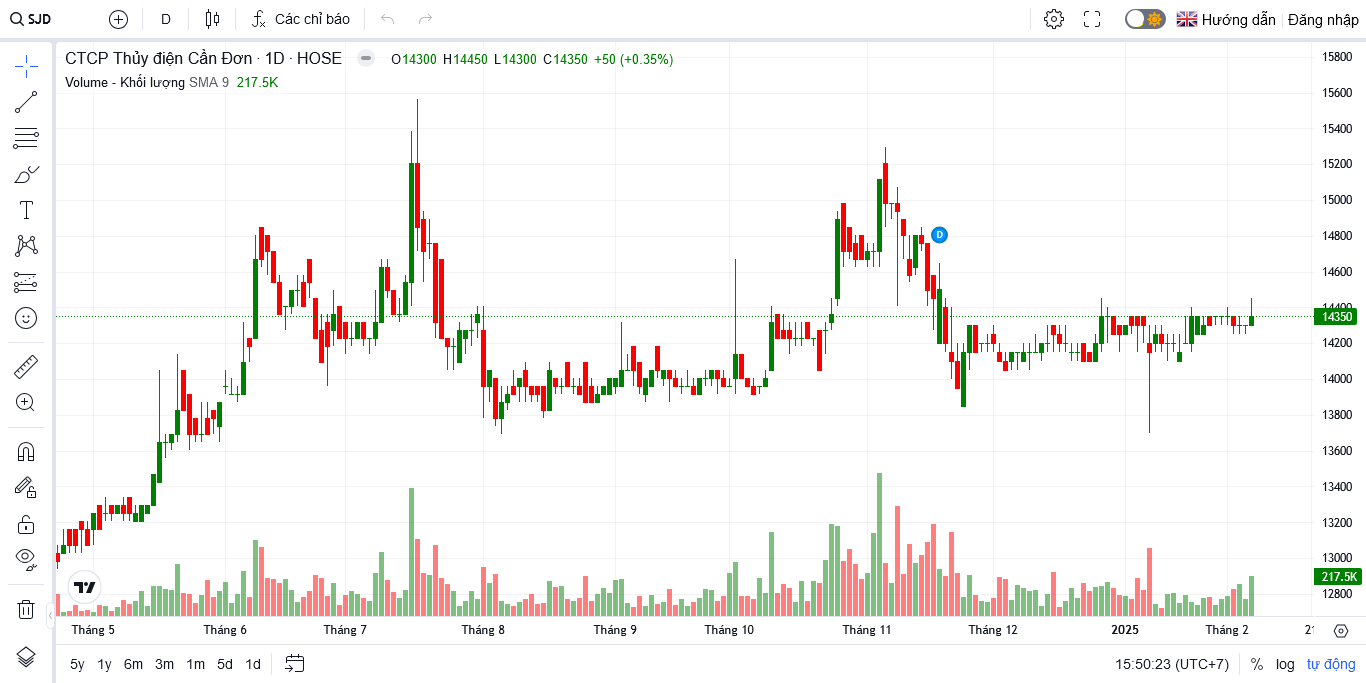 SJD D Các chỉ báo Hướng dẫn Đăng nhập
CTCP Thủy điện Cần Đơn · 1D · HOSE O14300 H14450 L14300 C14350 +50 (+0.35%)
Volume - Khối lượng SMA 9 217.5K
15800
15600
15400
15200
15000
14800
D
14600
14400
14350
14200
14000
13800
13600
13400
13200
13000
217.5K
12800
Tháng 5 Tháng 6 Tháng 7 Tháng 8 Tháng 9 Tháng 10 Tháng 11 Tháng 12 2025 Tháng 2
5y 1y 6m 3m 1m 5d 1d 15:50:23 (UTC+7) % log tự động